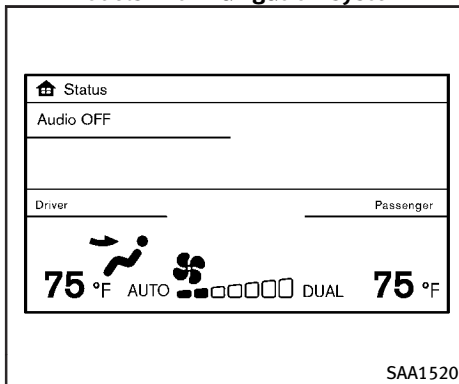 Status
Audio OFF
Driver Passenger
75 °F AUTO DUAL 75 °F
SAA1520